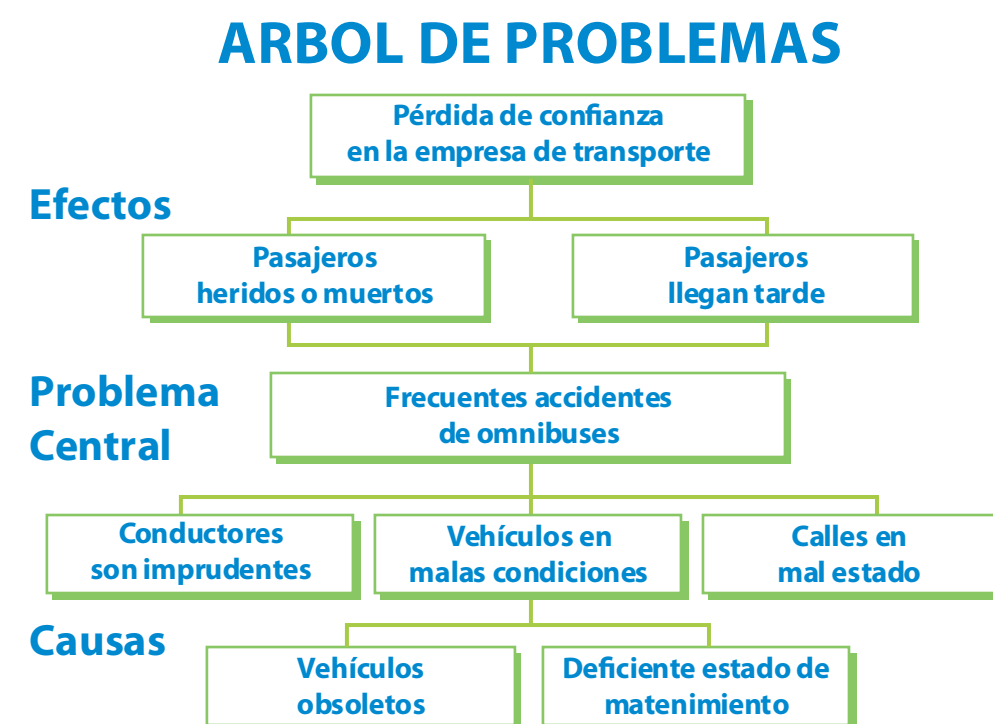 ARBOL DE PROBLEMAS
Pérdida de confianza
en la empresa de transporte
Efectos
Pasajeros
heridos o muertos
Pasajeros
llegan tarde
Problema
Central
Frecuentes accidentes
de omnibuses
Conductores
son imprudentes
Vehículos en
malas condiciones
Calles en
mal estado
Causas
Vehículos
obsoletos
Deficiente estado de
matenimiento